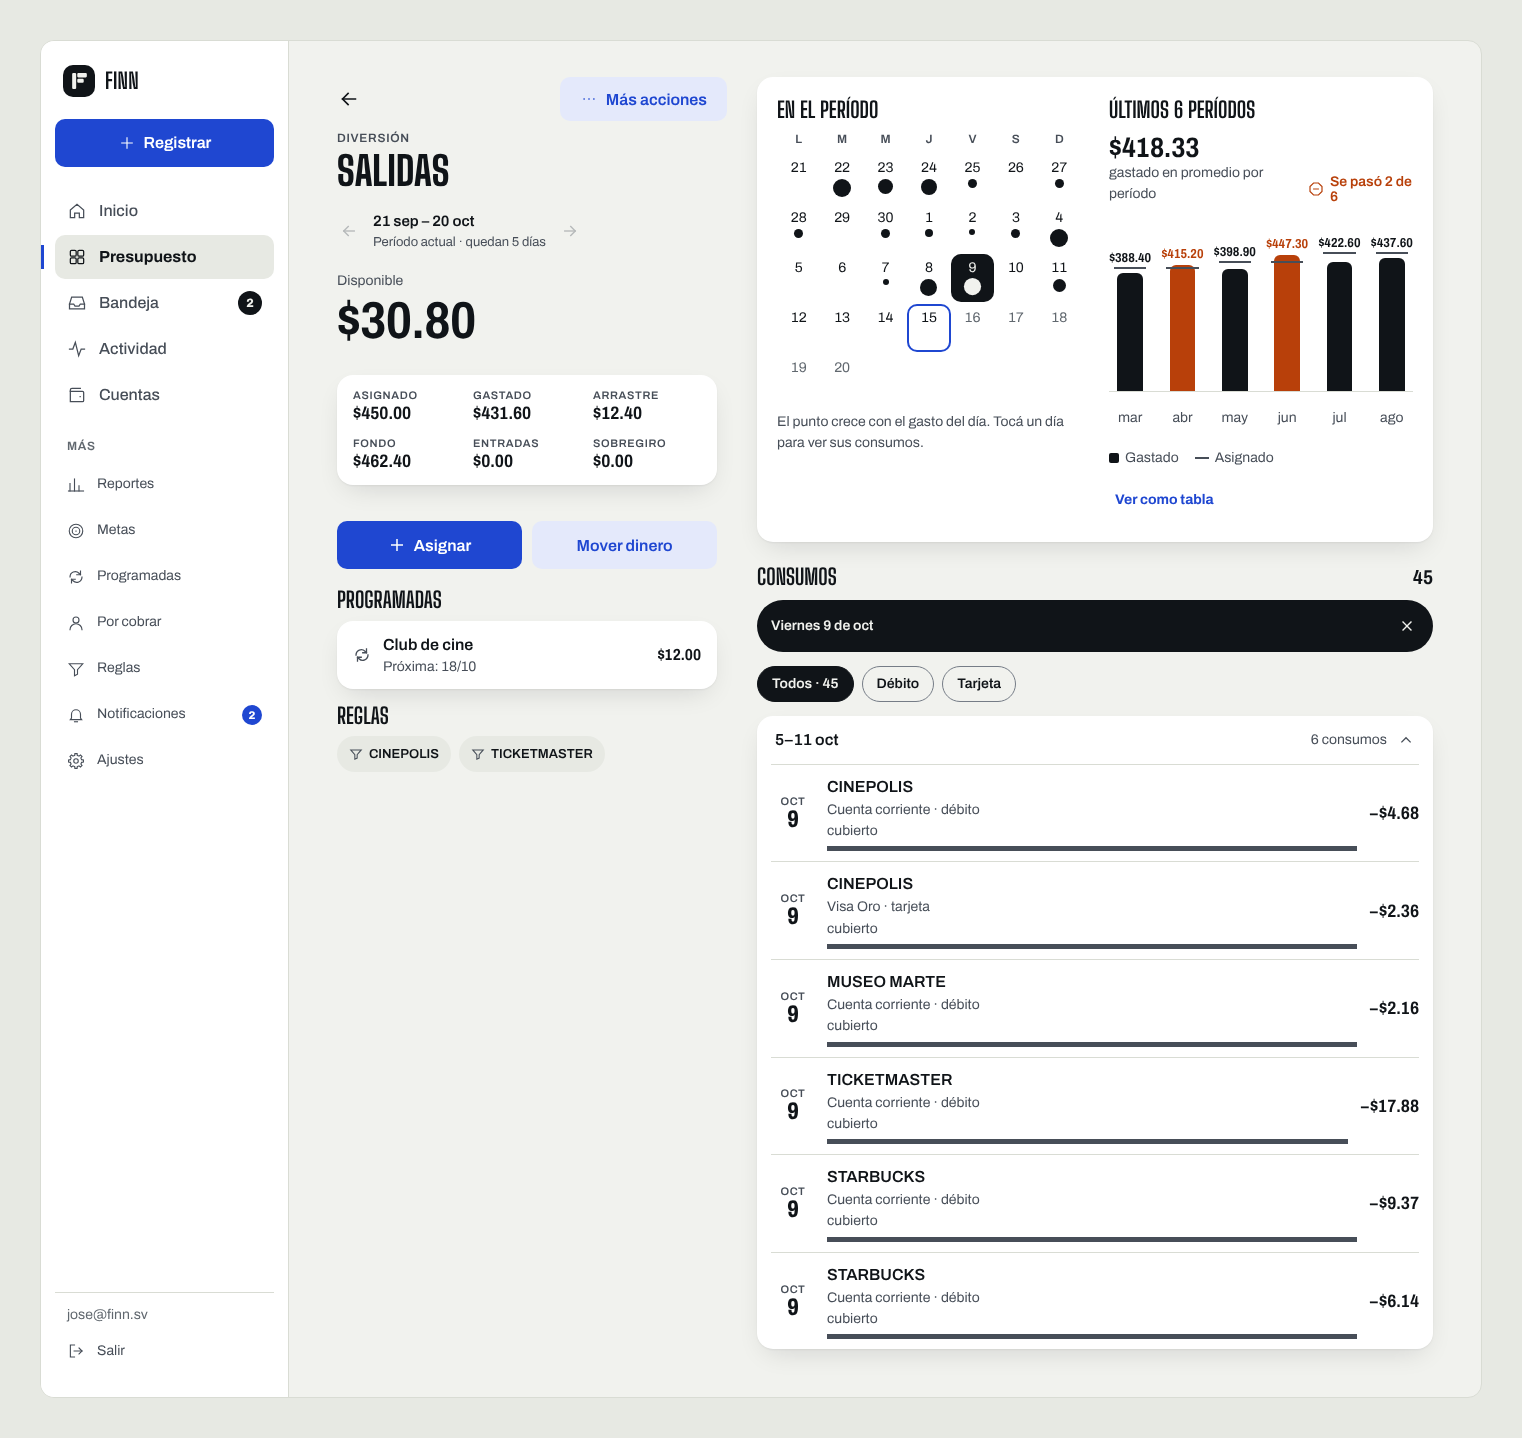 FINN
Registrar
Inicio
Presupuesto
Bandeja 2
Actividad
Cuentas
MÁS
Reportes
Metas
Programadas
Por cobrar
Reglas
Notificaciones 2
Ajustes
jose@finn.sv
Salir
Más acciones
DIVERSIÓN
SALIDAS
21 sep – 20 oct
Período actual · quedan 5 días
Disponible
$30.80
ASIGNADO GASTADO ARRASTRE
$450.00 $431.60 $12.40
FONDO ENTRADAS SOBREGIRO
$462.40 $0.00 $0.00
Asignar Mover dinero
PROGRAMADAS
Club de cine
Próxima: 18/10
$12.00
REGLAS
CINEPOLIS TICKETMASTER
EN EL PERÍODO
L M M J V S D
21 22 23 24 25 26 27
28 29 30 1 2 3 4
5 6 7 8 9 10 11
12 13 14 15 16 17 18
19 20
El punto crece con el gasto del día. Tocá un día
para ver sus consumos.
ÚLTIMOS 6 PERÍODOS
$418.33
gastado en promedio por
período
Se pasó 2 de
6
$388.40 $415.20 $398.90 $447.30 $422.60 $437.60
mar abr may jun jul ago
Gastado Asignado
Ver como tabla
CONSUMOS 45
Viernes 9 de oct
Todos · 45 Débito Tarjeta
5–11 oct 6 consumos
OCT
9
CINEPOLIS
Cuenta corriente · débito
cubierto
–$4.68
OCT
9
CINEPOLIS
Visa Oro · tarjeta
cubierto
–$2.36
OCT
9
MUSEO MARTE
Cuenta corriente · débito
cubierto
–$2.16
OCT
9
TICKETMASTER
Cuenta corriente · débito
cubierto
–$17.88
OCT
9
STARBUCKS
Cuenta corriente · débito
cubierto
–$9.37
OCT
9
STARBUCKS
Cuenta corriente · débito
cubierto
–$6.14